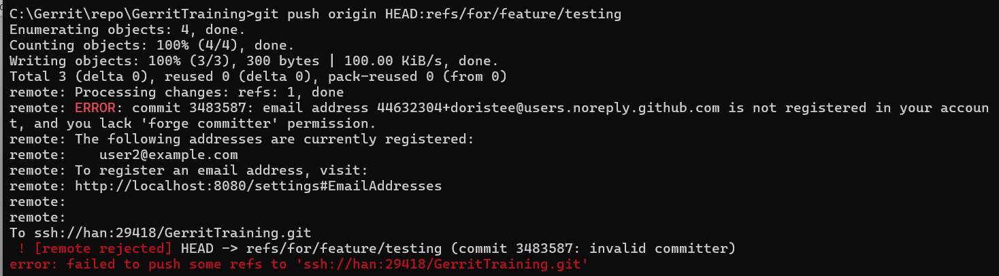 C:\Gerrit\repo\GerritTraining>git push origin HEAD:refs/for/feature/testing
Enumerating objects: 4, done.
Counting objects: 100% (4/4), done.
Writing objects: 100% (3/3), 300 bytes | 100.00 KiB/s, done.
Total 3 (delta 0), reused 0 (delta 0), pack-reused 0 (from 0)
remote: Processing changes: refs: 1, done
remote: ERROR: commit 3483587: email address 44632304+doristee@users.noreply.github.com is not registered in your accoun
t, and you lack 'forge committer' permission.
remote: The following addresses are currently registered:
remote:    user2@example.com
remote: To register an email address, visit:
remote: http://localhost:8080/settings#EmailAddresses
remote:
remote:
To ssh://han:29418/GerritTraining.git
 ! [remote rejected] HEAD -> refs/for/feature/testing (commit 3483587: invalid committer)
error: failed to push some refs to 'ssh://han:29418/GerritTraining.git'